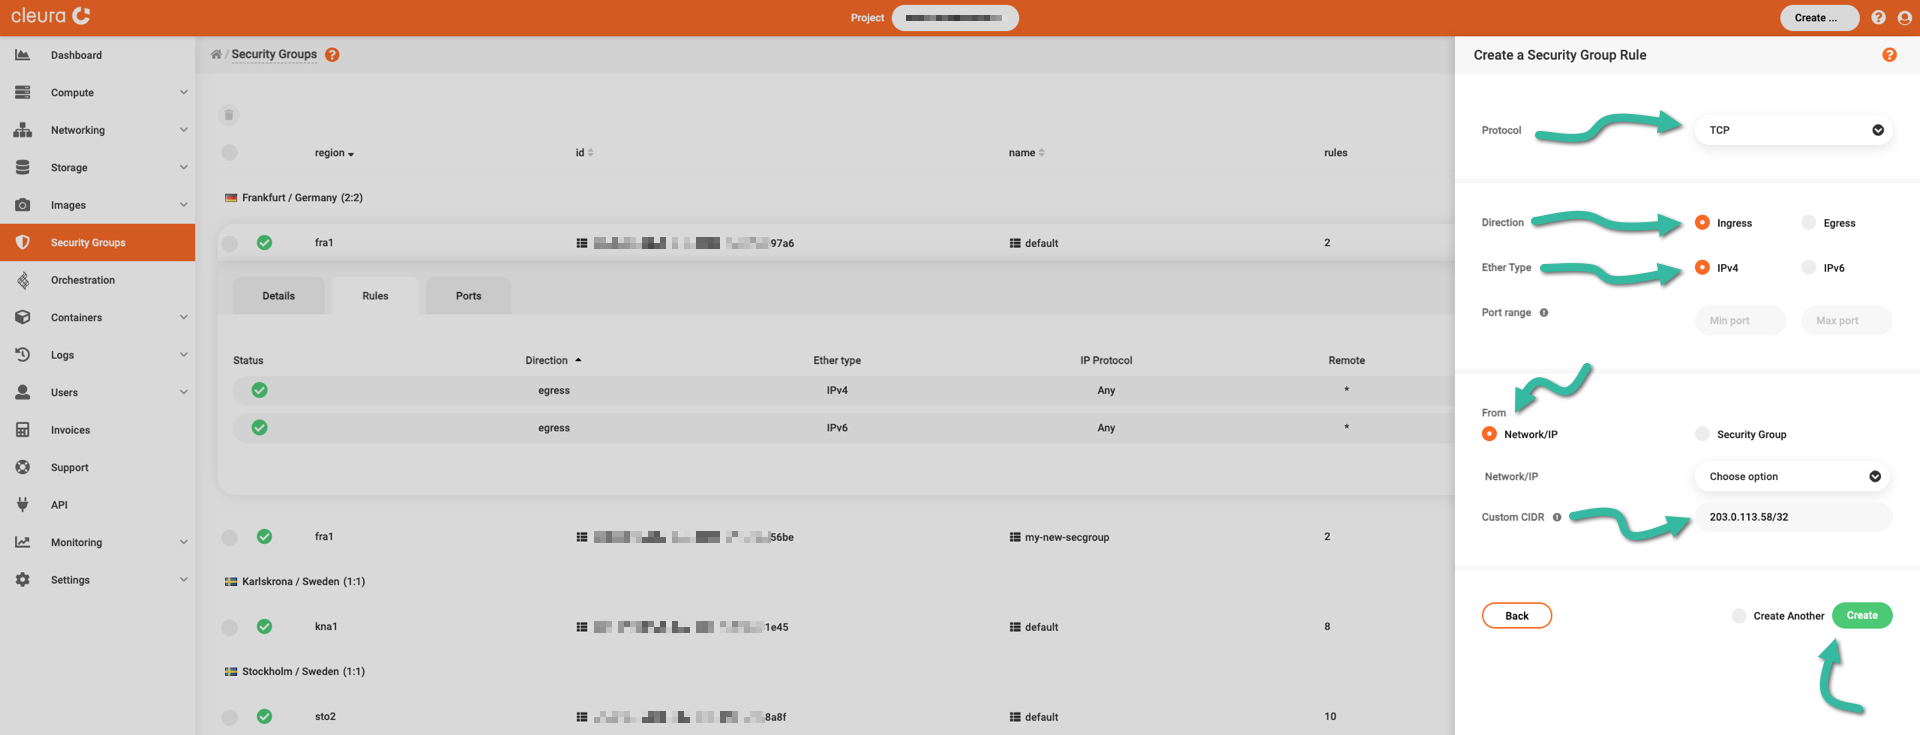 cleura
Project
Create ...
Dashboard
Compute
Networking
Storage
Images
Security Groups
Orchestration
Containers
Logs
Users
Invoices
Support
API
Monitoring
Settings
/ Security Groups
region id name rules
Frankfurt / Germany (2:2)
fra1 97a6 default 2
Details Rules Ports
Status Direction Ether type IP Protocol Remote
egress IPv4 Any *
egress IPv6 Any *
fra1 56be my-new-secgroup 2
Karlskrona / Sweden (1:1)
kna1 1e45 default 8
Stockholm / Sweden (1:1)
sto2 8a8f default 10
Create a Security Group Rule
Protocol TCP
Direction Ingress Egress
Ether Type IPv4 IPv6
Port range Min port Max port
From
Network/IP Security Group
Network/IP Choose option
Custom CIDR 203.0.113.58/32
Back Create Another Create